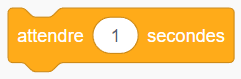 attendre 1 secondes